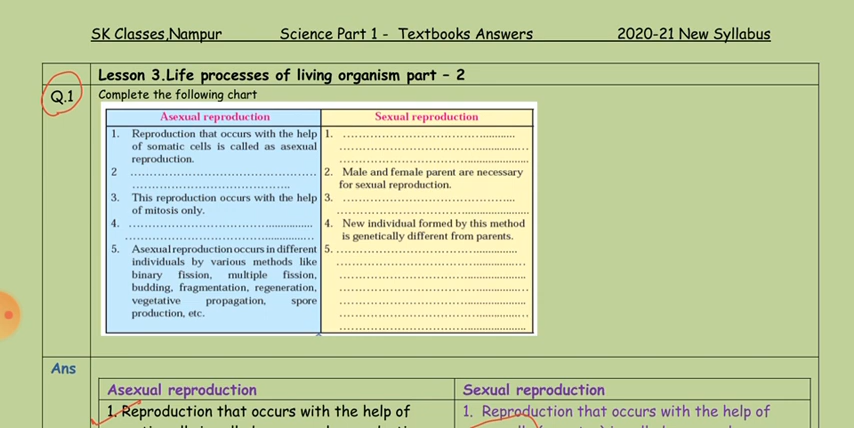 SK Classes,Nampur Science Part 1 - Textbooks Answers 2020-21 New Syllabus
Lesson 3.Life processes of living organism part - 2
Q.1 Complete the following chart
Asexual reproduction
1. Reproduction that occurs with the help
of somatic cells is called as asexual
reproduction.
2 ..............................................
......................................
3. This reproduction occurs with the help
of mitosis only.
4. ..............................................
..............................................
5. Asexual reproduction occurs in different
individuals by various methods like
binary fission, multiple fission,
budding, fragmentation, regeneration,
vegetative propagation, spore
production, etc.
Sexual reproduction
1. ..............................................
..............................................
..............................................
2. Male and female parent are necessary
for sexual reproduction.
3. ..............................................
..............................................
4. New individual formed by this method
is genetically different from parents.
5. ..............................................
..............................................
..............................................
..............................................
..............................................
..............................................
..............................................
Ans
Asexual reproduction
1. Reproduction that occurs with the help of
Sexual reproduction
1. Reproduction that occurs with the help of